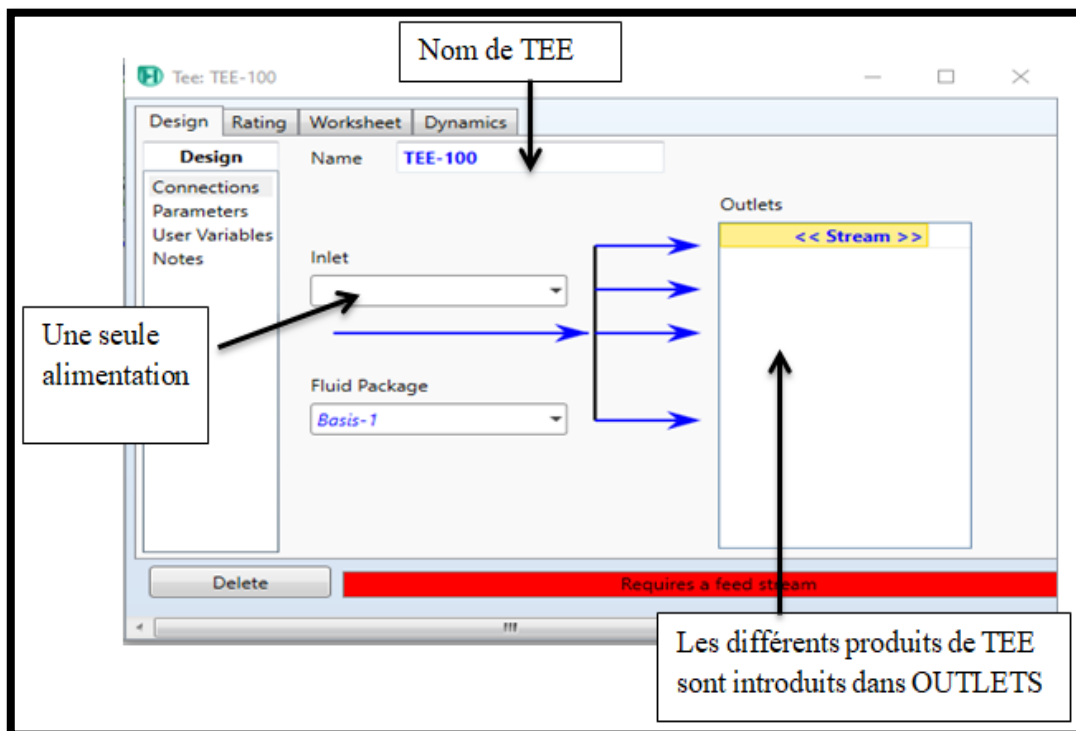 Nom de TEE
Tee: TEE-100
Design Rating Worksheet Dynamics
Design
Connections
Parameters
User Variables
Notes
Name TEE-100
Outlets
<< Stream >>
Inlet
Une seule
alimentation
Fluid Package
Basis-1
Delete
Requires a feed stream
Les différents produits de TEE
sont introduits dans OUTLETS